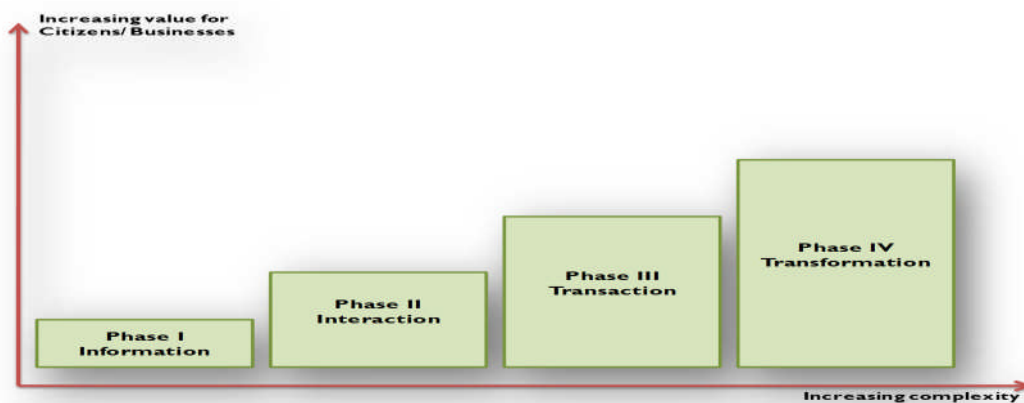 Increasing value for
Citizens/ Businesses
Phase I
Information
Phase II
Interaction
Phase III
Transaction
Phase IV
Transformation
Increasing complexity